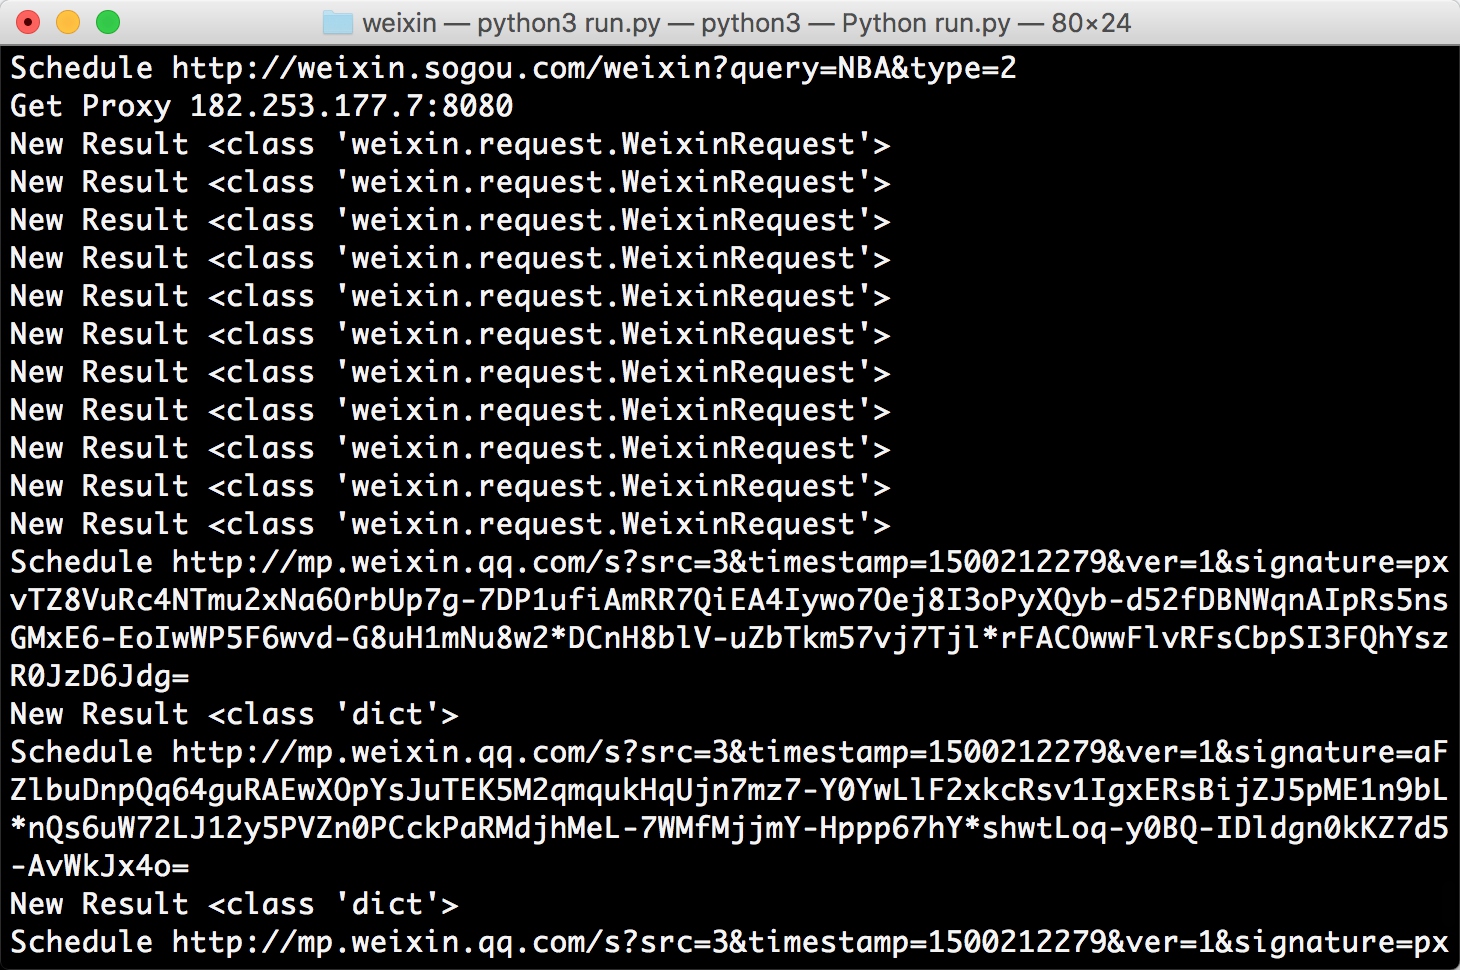 weixin — python3 run.py — python3 — Python run.py — 80×24
Schedule http://weixin.sogou.com/weixin?query=NBA&type=2
Get Proxy 182.253.177.7:8080
New Result <class 'weixin.request.WeixinRequest'>
New Result <class 'weixin.request.WeixinRequest'>
New Result <class 'weixin.request.WeixinRequest'>
New Result <class 'weixin.request.WeixinRequest'>
New Result <class 'weixin.request.WeixinRequest'>
New Result <class 'weixin.request.WeixinRequest'>
New Result <class 'weixin.request.WeixinRequest'>
New Result <class 'weixin.request.WeixinRequest'>
New Result <class 'weixin.request.WeixinRequest'>
New Result <class 'weixin.request.WeixinRequest'>
New Result <class 'weixin.request.WeixinRequest'>
Schedule http://mp.weixin.qq.com/s?src=3&timestamp=1500212279&ver=1&signature=px
vTZ8VuRc4NTmu2xNa6OrbUp7g-7DP1ufiAmRR7QiEA4Iywo7Oej8I3oPyXQyb-d52fDBNWqnAIpRs5ns
GMxE6-EoIwWP5F6wvd-G8uH1mNu8w2*DCnH8blV-uZbTkm57vj7Tjl*rFACOwwFlvRFsCbpSI3FQhYsz
R0JzD6Jdg=
New Result <class 'dict'>
Schedule http://mp.weixin.qq.com/s?src=3&timestamp=1500212279&ver=1&signature=aF
ZlbuDnpQq64guRAEwXOpYsJuTEK5M2qmqukHqUjn7mz7-Y0YwLlF2xkcRsv1IgxERsBijZJ5pME1n9bL
*nQs6uW72LJ12y5PVZn0PCckPaRMdjhMeL-7WMfMjjmY-Hppp67hY*shwtLoq-y0BQ-IDldgn0kKZ7d5
-AvWkJx4o=
New Result <class 'dict'>
Schedule http://mp.weixin.qq.com/s?src=3&timestamp=1500212279&ver=1&signature=px